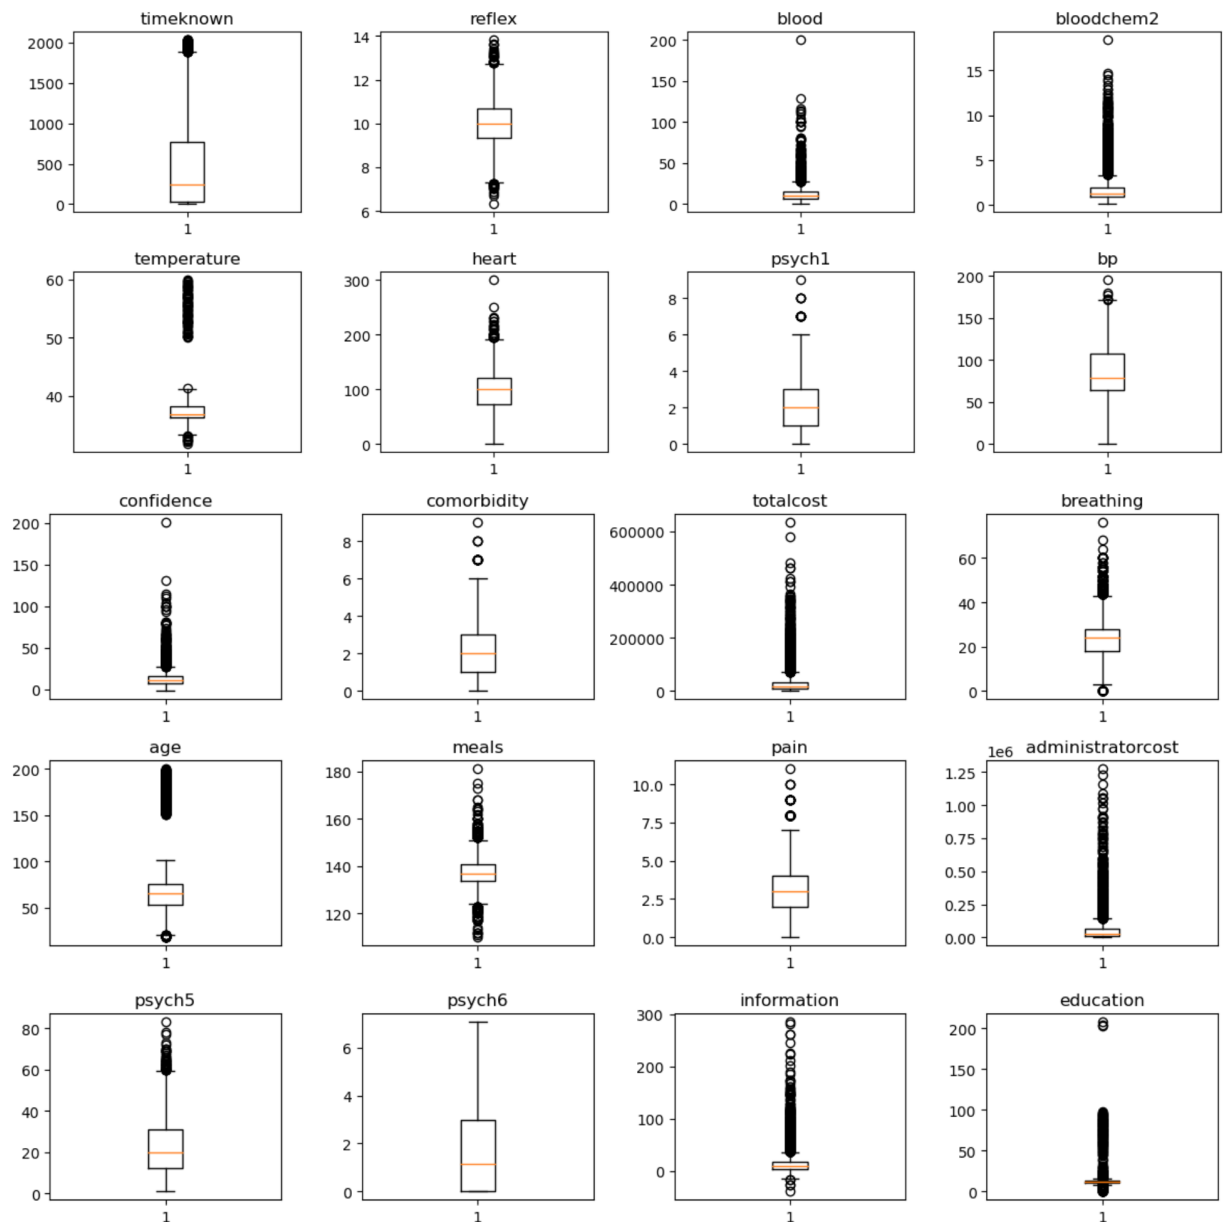 timeknown reflex blood bloodchem2
2000 14 200 15
1500 12 150 10
1000 10 100 5
500 8 50 0
0 6 0
1 1 1 1
temperature heart psych1 bp
60 300 8 200
50 200 6 150
40 100 4 100
0 2 50
0 0
1 1 1 1
confidence comorbidity totalcost breathing
200 8 600000 60
150 6 400000 40
100 4 200000 20
50 2 0 0
0 0
1 1 1 1
age meals pain 1e6 administratorcost
200 180 10.0 1.25
150 160 7.5 1.00
100 140 5.0 0.75
50 120 2.5 0.50
0.0 0.25
0.00
1 1 1 1
psych5 psych6 information education
80 6 300 200
60 4 200 150
40 2 100 100
20 0 0 50
0 0
1 1 1 1